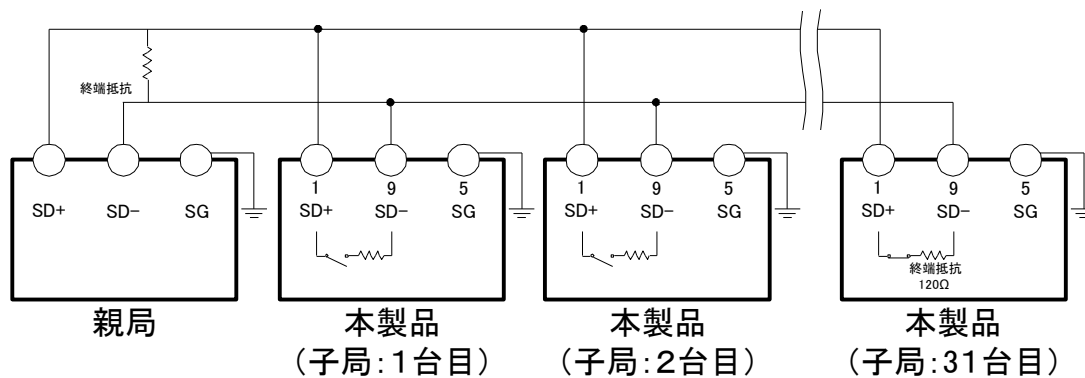 終端抵抗
1 9 5
1 9 5
1 9 5
SD+ SD− SG
SD+ SD− SG
SD+ SD− SG
SD+ SD− SG
終端抵抗
120Ω
親局
本製品
(子局:1台目)
本製品
(子局:2台目)
本製品
(子局:31台目)